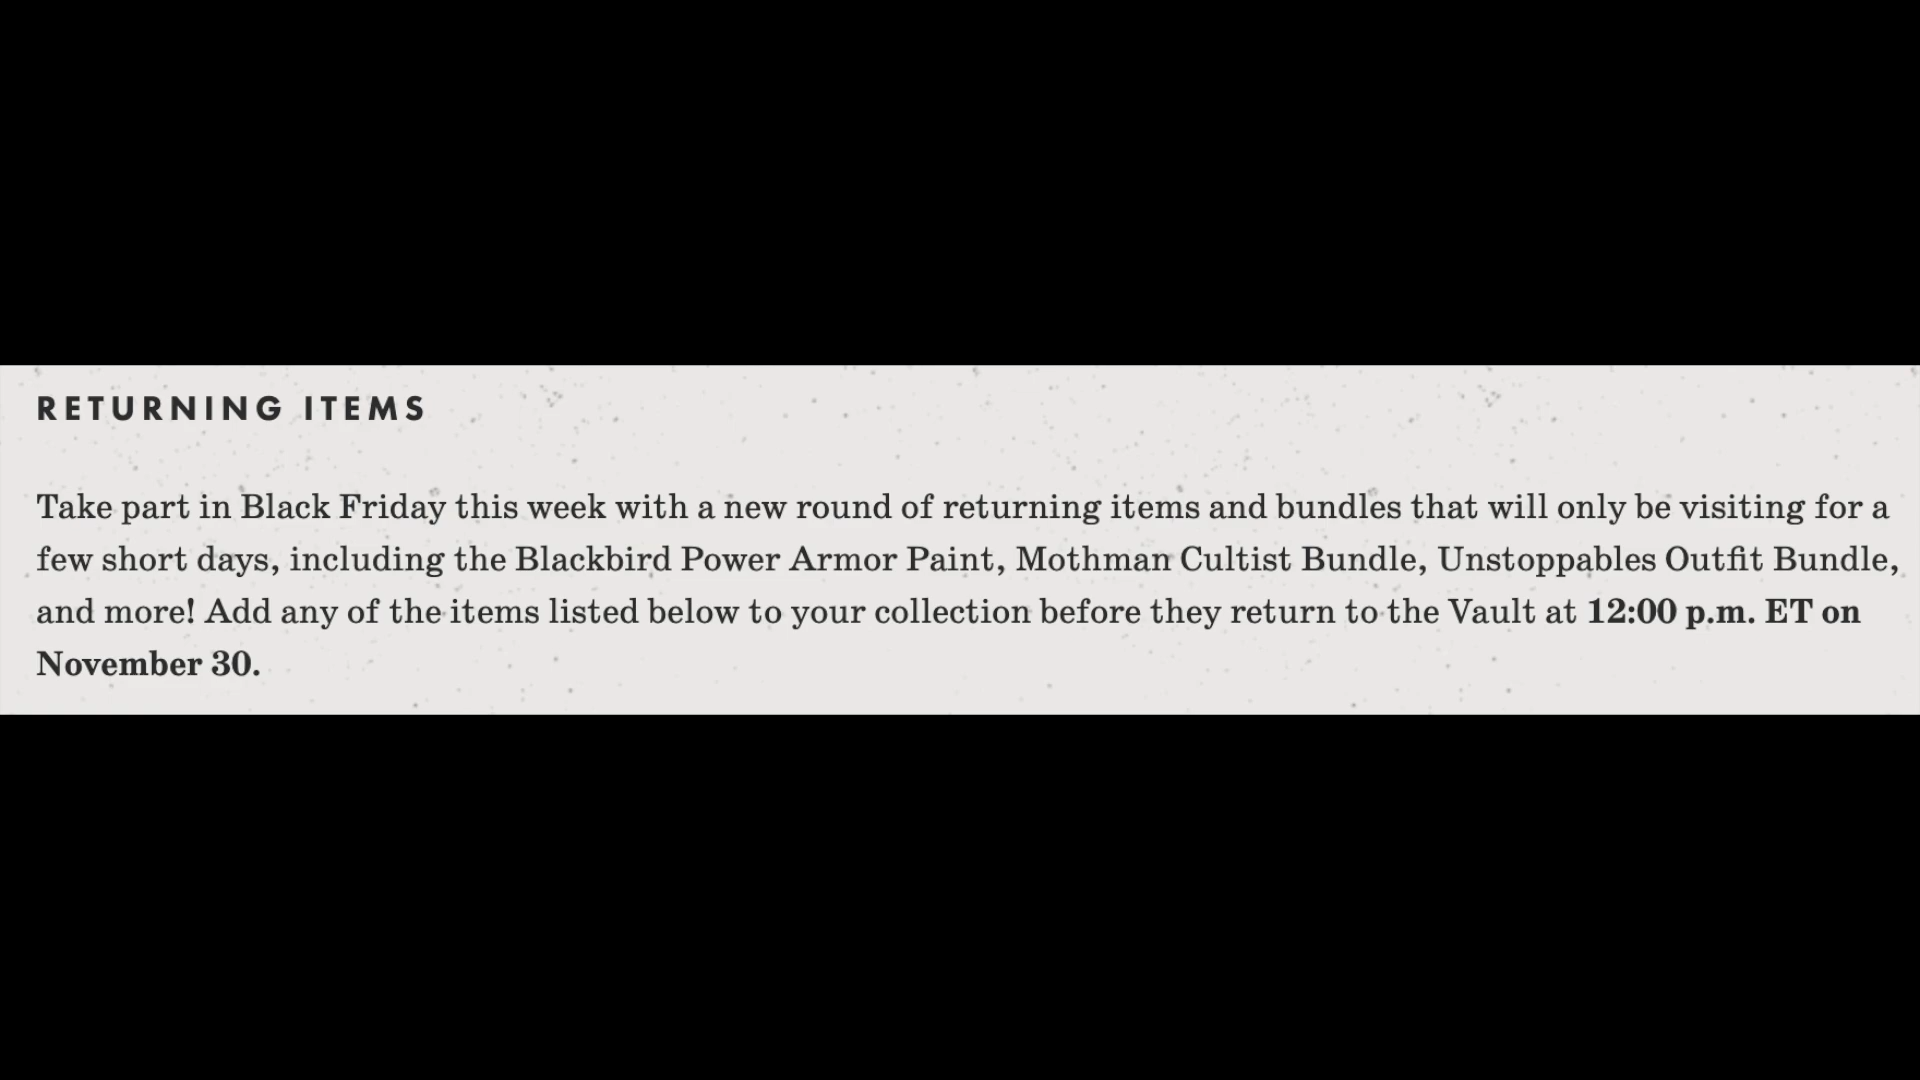 RETURNING ITEMS
Take part in Black Friday this week with a new round of returning items and bundles that will only be visiting for a
few short days, including the Blackbird Power Armor Paint, Mothman Cultist Bundle, Unstoppables Outfit Bundle,
and more! Add any of the items listed below to your collection before they return to the Vault at 12:00 p.m. ET on
November 30.